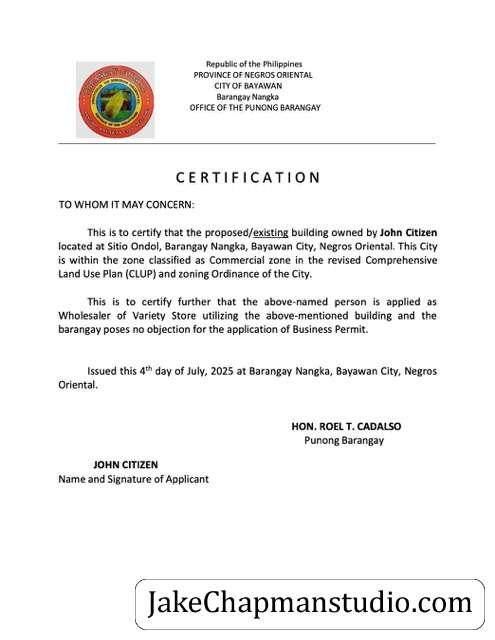 Republic of the Philippines
PROVINCE OF NEGROS ORIENTAL
CITY OF BAYAWAN
Barangay Nangka
OFFICE OF THE PUNONG BARANGAY
CERTIFICATION
TO WHOM IT MAY CONCERN:
This is to certify that the proposed/existing building owned by John Citizen
located at Sitio Ondol, Barangay Nangka, Bayawan City, Negros Oriental. This City
is within the zone classified as Commercial zone in the revised Comprehensive
Land Use Plan (CLUP) and zoning Ordinance of the City.
This is to certify further that the above-named person is applied as
Wholesaler of Variety Store utilizing the above-mentioned building and the
barangay poses no objection for the application of Business Permit.
Issued this 4th day of July, 2025 at Barangay Nangka, Bayawan City, Negros
Oriental.
HON. ROEL T. CADALSO
Punong Barangay
JOHN CITIZEN
Name and Signature of Applicant
JakeChapmanstudio.com